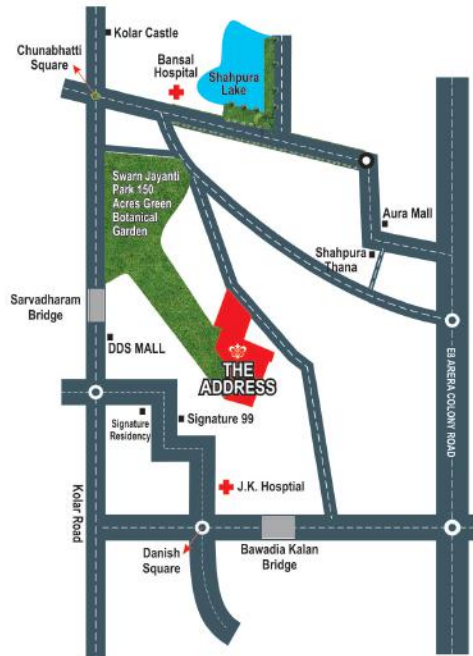 Kolar Castle
Chunabhatti
Square
Bansal
Hospital
Shahpura
Lake
Swarn Jayanti
Park 150
Acres Green
Botanical
Garden
Aura Mall
Shahpura
Thana
Sarvadharam
Bridge
DDS MALL
THE
ADDRESS
E8 ARERA COLONY ROAD
Signature
Residency
Signature 99
J.K. Hosptial
Kolar Road
Danish
Square
Bawadia Kalan
Bridge